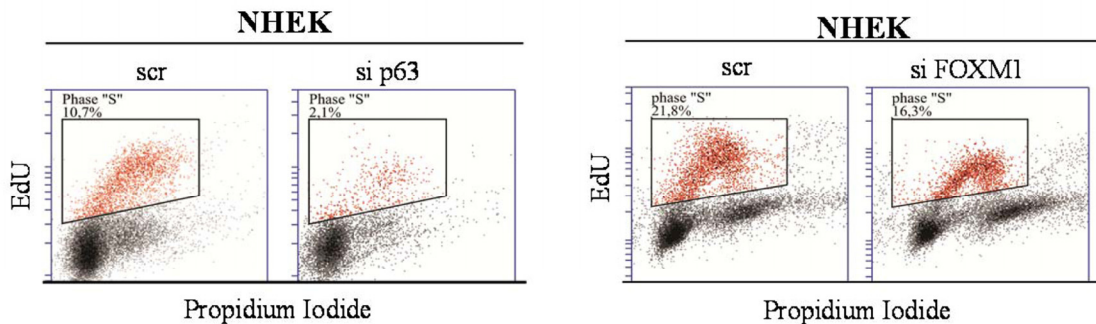 NHEK
scr
si p63
Phase "S"
10,7%
Phase "S"
2,1%
EdU
Propidium Iodide
NHEK
scr
si FOXM1
phase "S"
21,8%
phase "S"
16,3%
EdU
Propidium Iodide